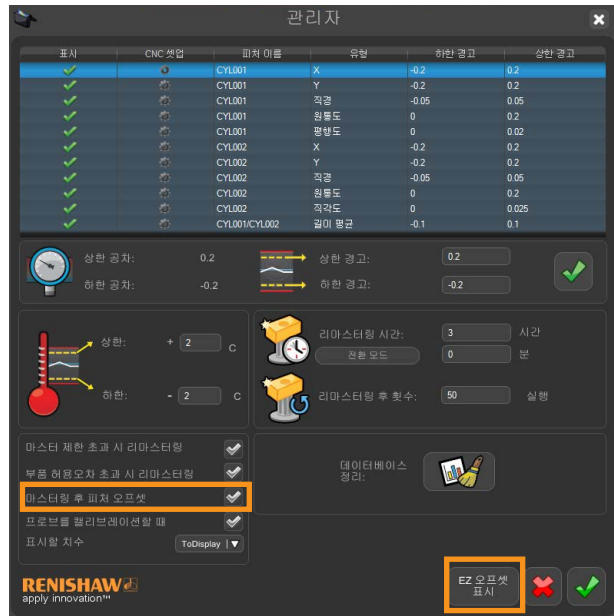 관리자
표시 CNC 셋업 피처 이름 유형 하한 경고 상한 경고
CYL001 X -0.2 0.2
CYL001 Y -0.2 0.2
CYL001 직경 -0.05 0.05
CYL001 원통도 0 0.2
CYL001 평행도 0 0.02
CYL002 X -0.2 0.2
CYL002 Y -0.2 0.2
CYL002 직경 -0.05 0.05
CYL002 원통도 0 0.2
CYL002 직각도 0 0.025
CYL001/CYL002 길이 평균 -0.1 0.1
상한 공차: 0.2 상한 경고: 0.2
하한 공차: -0.2 하한 경고: -0.2
상한: + 2 C
하한: - 2 C
리마스터링 시간: 3 시간
전환 모드 0 분
리마스터링 후 횟수: 50 실행
마스터 제한 초과 시 리마스터링
부품 허용오차 초과 시 리마스터링
마스터링 후 피처 오프셋
프로브를 캘리브레이션할 때
표시할 치수 ToDisplay
데이터베이스
정리:
RENISHAW
apply innovation™
EZ 오프셋
표시